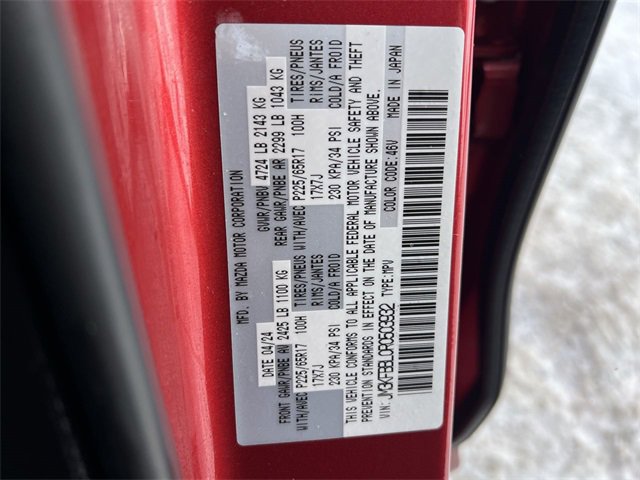 MFD. BY MAZDA MOTOR CORPORATION
DATE 04/24 GVWR/PNBV 4724 LB 2143 KG
FRONT GAWR/PNBE AV 2425 LB 1100 KG REAR GAWR/PNBE AR 2299 LB 1043 KG
WITH/AVEC P225/65R17 100H TIRES/PNEUS WITH/AVEC P225/65R17 100H TIRES/PNEUS
17X7J RIMS/JANTES 17X7J RIMS/JANTES
230 KPA/34 PSI COLD/A FROID 230 KPA/34 PSI COLD/A FROID
THIS VEHICLE CONFORMS TO ALL APPLICABLE FEDERAL MOTOR VEHICLE SAFETY AND THEFT
PREVENTION STANDARDS IN EFFECT ON THE DATE OF MANUFACTURE SHOWN ABOVE.
VIN: JM3KFBBL0R0503932 TYPE:MPV COLOR CODE:46V MADE IN JAPAN